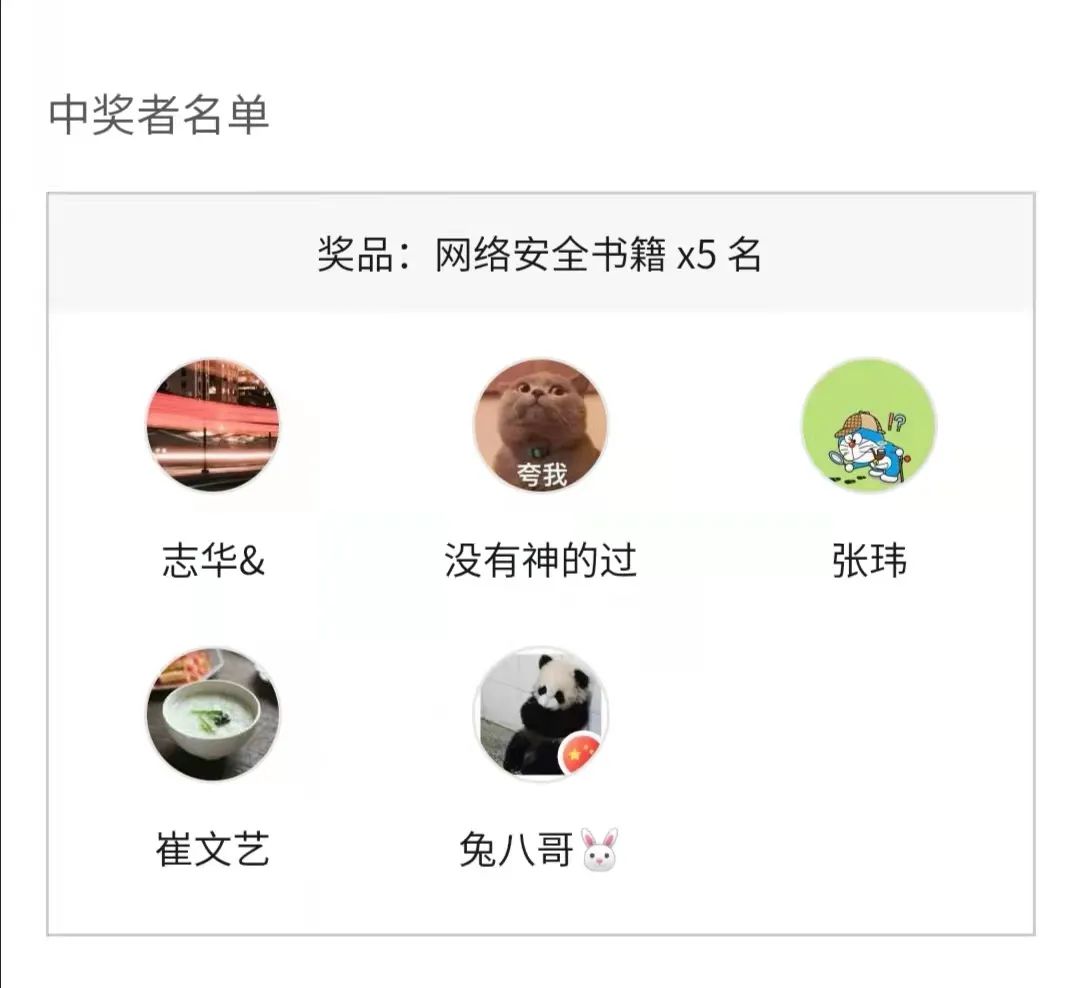 中奖者名单
奖品：网络安全书籍 x5 名
夸我
!?
志华& 没有神的过 张玮
崔文艺 兔八哥🐰